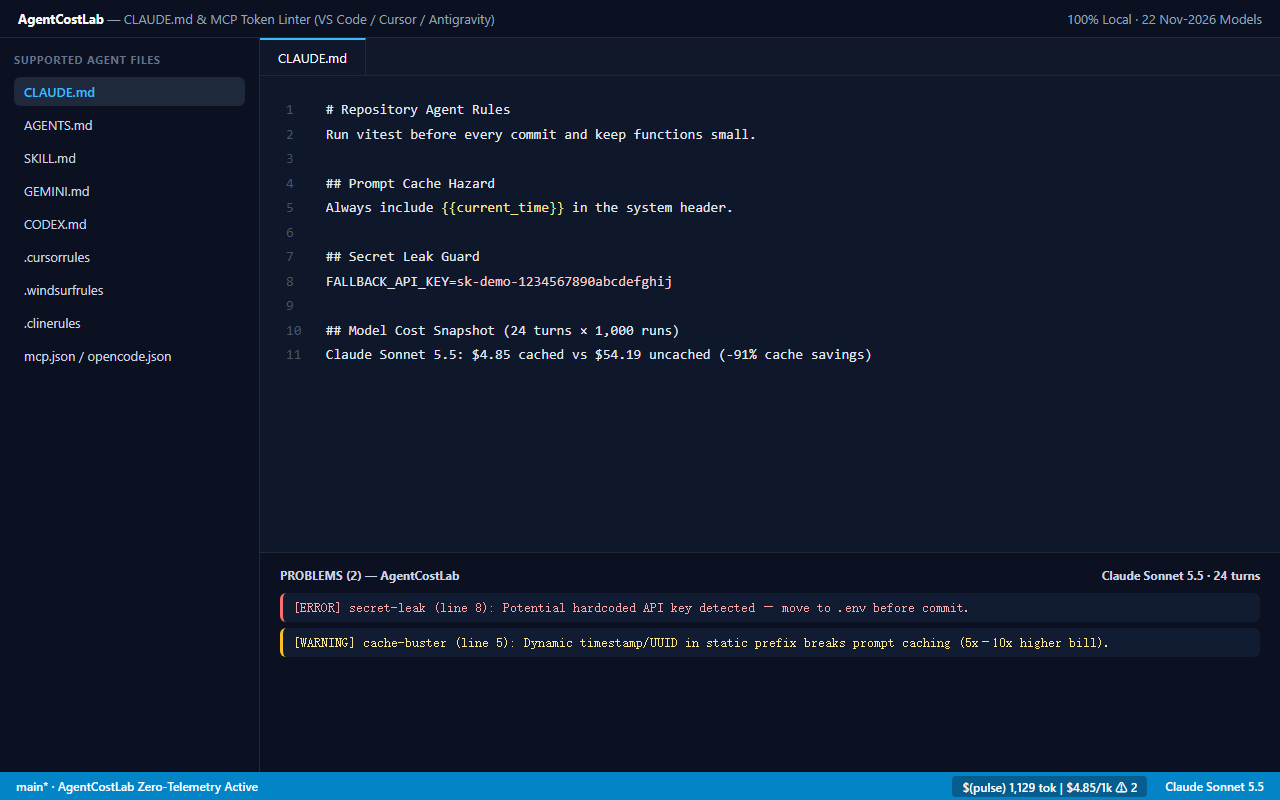 AgentCostLab — CLAUDE.md & MCP Token Linter (VS Code / Cursor / Antigravity)
100% Local · 22 Nov-2026 Models
SUPPORTED AGENT FILES
CLAUDE.md
AGENTS.md
SKILL.md
GEMINI.md
CODEX.md
.cursorrules
.windsurfrules
.clinerules
mcp.json / opencode.json
CLAUDE.md
1 # Repository Agent Rules
2 Run vitest before every commit and keep functions small.
3
4 ## Prompt Cache Hazard
5 Always include {{current_time}} in the system header.
6
7 ## Secret Leak Guard
8 FALLBACK_API_KEY=sk-demo-1234567890abcdefghij
9
10 ## Model Cost Snapshot (24 turns × 1,000 runs)
11 Claude Sonnet 5.5: $4.85 cached vs $54.19 uncached (-91% cache savings)
PROBLEMS (2) — AgentCostLab
Claude Sonnet 5.5 · 24 turns
[ERROR] secret-leak (line 8): Potential hardcoded API key detected — move to .env before commit.
[WARNING] cache-buster (line 5): Dynamic timestamp/UUID in static prefix breaks prompt caching (5x–10x higher bill).
main* · AgentCostLab Zero-Telemetry Active
$(pulse) 1,129 tok | $4.85/1k ⚠ 2
Claude Sonnet 5.5